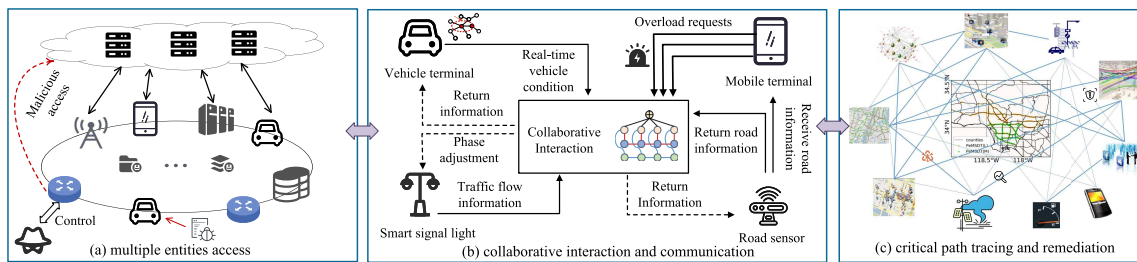 Malicious
access
Control
(a) multiple entities access
Vehicle terminal
Real-time
vehicle
condition
Overload requests
Mobile terminal
Return
information
Phase
adjustment
Collaborative
Interaction
Return road
information
Receive road
information
Traffic flow
information
Return
Information
Smart signal light
Road sensor
(b) collaborative interaction and communication
34.5°N
34°N
118.5°W 118°W
(c) critical path tracing and remediation